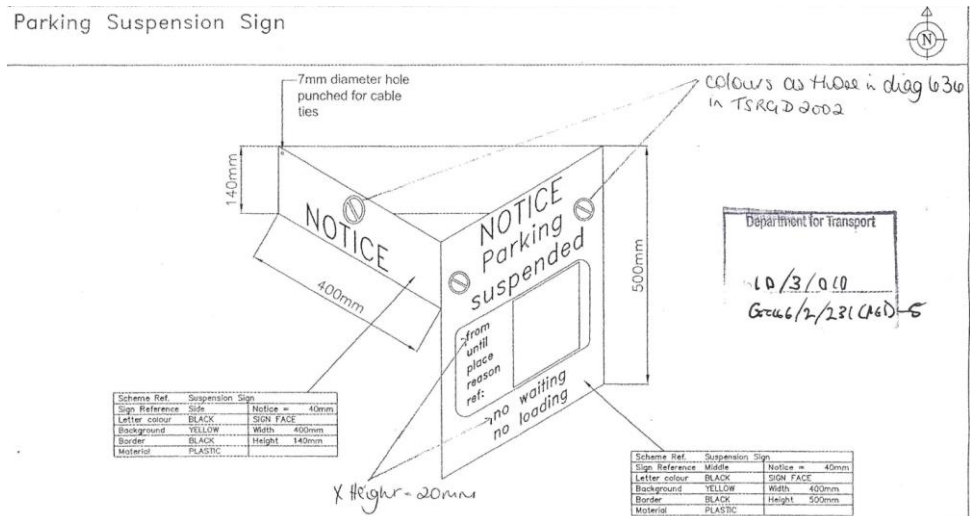 Parking Suspension Sign
N
7mm diameter hole
punched for cable
ties
colours as those in diag 636
in TSRGD 2002
140mm
NOTICE
400mm
NOTICE
Parking
suspended
from
until
place
reason
ref:
no waiting
no loading
500mm
Department for Transport
10/3/010
X Height = 20mm
Scheme Ref. Suspension Sign
Sign Reference Side Notice = 40mm
Letter colour BLACK SIGN FACE
Background YELLOW Width 400mm
Border BLACK Height 140mm
Material PLASTIC
Scheme Ref. Suspension Sign
Sign Reference Middle Notice = 40mm
Letter colour BLACK SIGN FACE
Background YELLOW Width 400mm
Border BLACK Height 500mm
Material PLASTIC